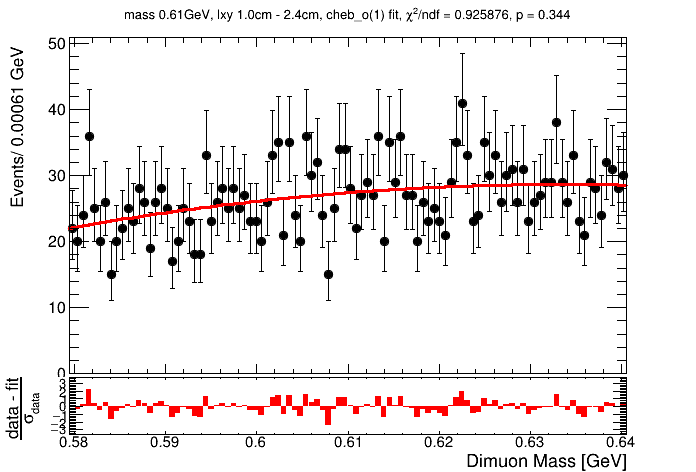 mass 0.61GeV, lxy 1.0cm - 2.4cm, cheb_o(1) fit, χ²/ndf = 0.925876, p = 0.344
Events/ 0.00061 GeV
50
40
30
20
10
0
data - fit
σdata
3
2
1
0
−1
−2
−3
0.58 0.59 0.6 0.61 0.62 0.63 0.64
Dimuon Mass [GeV]